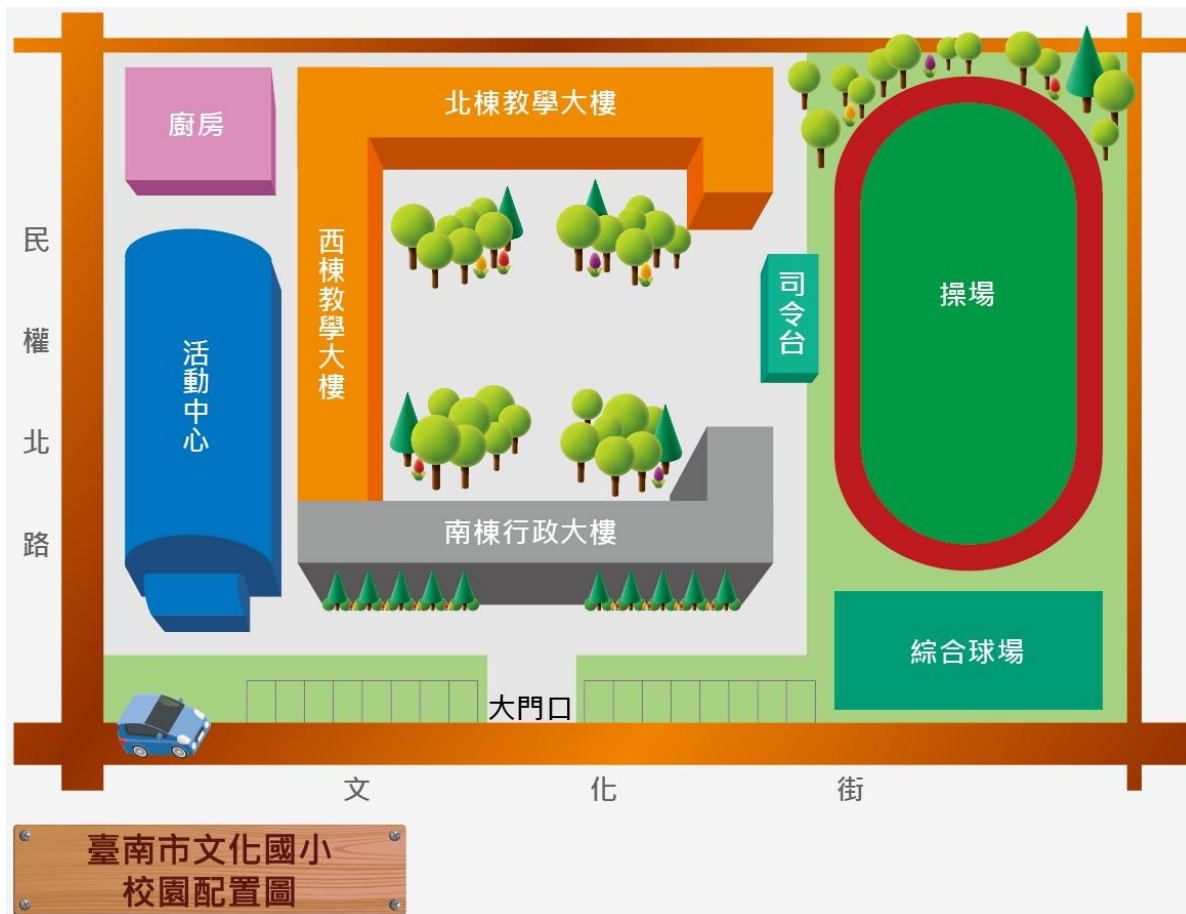 廚房
北棟教學大樓
西棟教學大樓
活動中心
民權北路
司令台
操場
南棟行政大樓
綜合球場
大門口
文化街
臺南市文化國小
校園配置圖